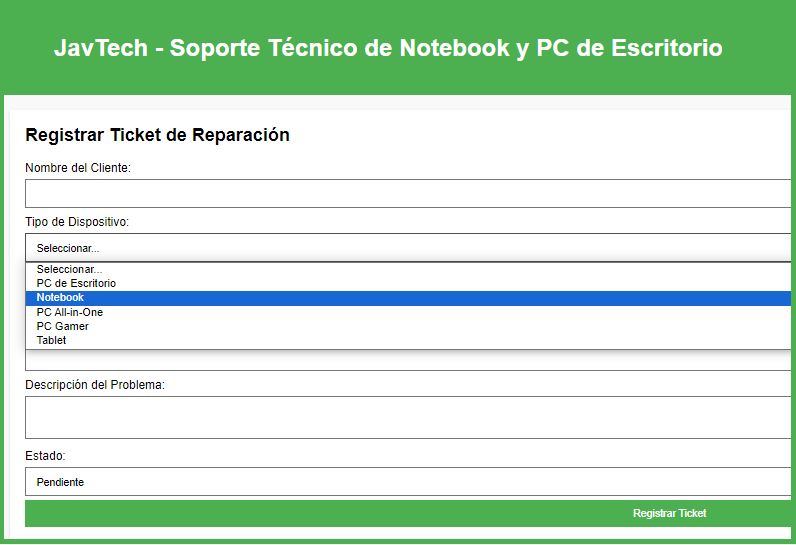 JavTech - Soporte Técnico de Notebook y PC de Escritorio
Registrar Ticket de Reparación
Nombre del Cliente:
Tipo de Dispositivo:
Seleccionar...
Seleccionar...
PC de Escritorio
Notebook
PC All-in-One
PC Gamer
Tablet
Descripción del Problema:
Estado:
Pendiente
Registrar Ticket